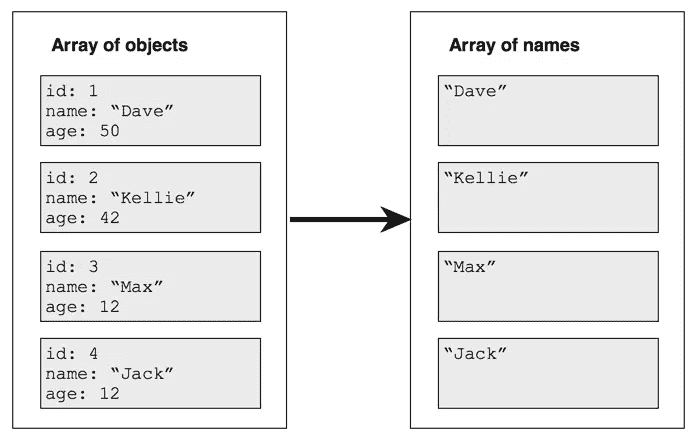 Array of objects
id: 1
name: “Dave”
age: 50
id: 2
name: “Kellie”
age: 42
id: 3
name: “Max”
age: 12
id: 4
name: “Jack”
age: 12
Array of names
“Dave”
“Kellie”
“Max”
“Jack”